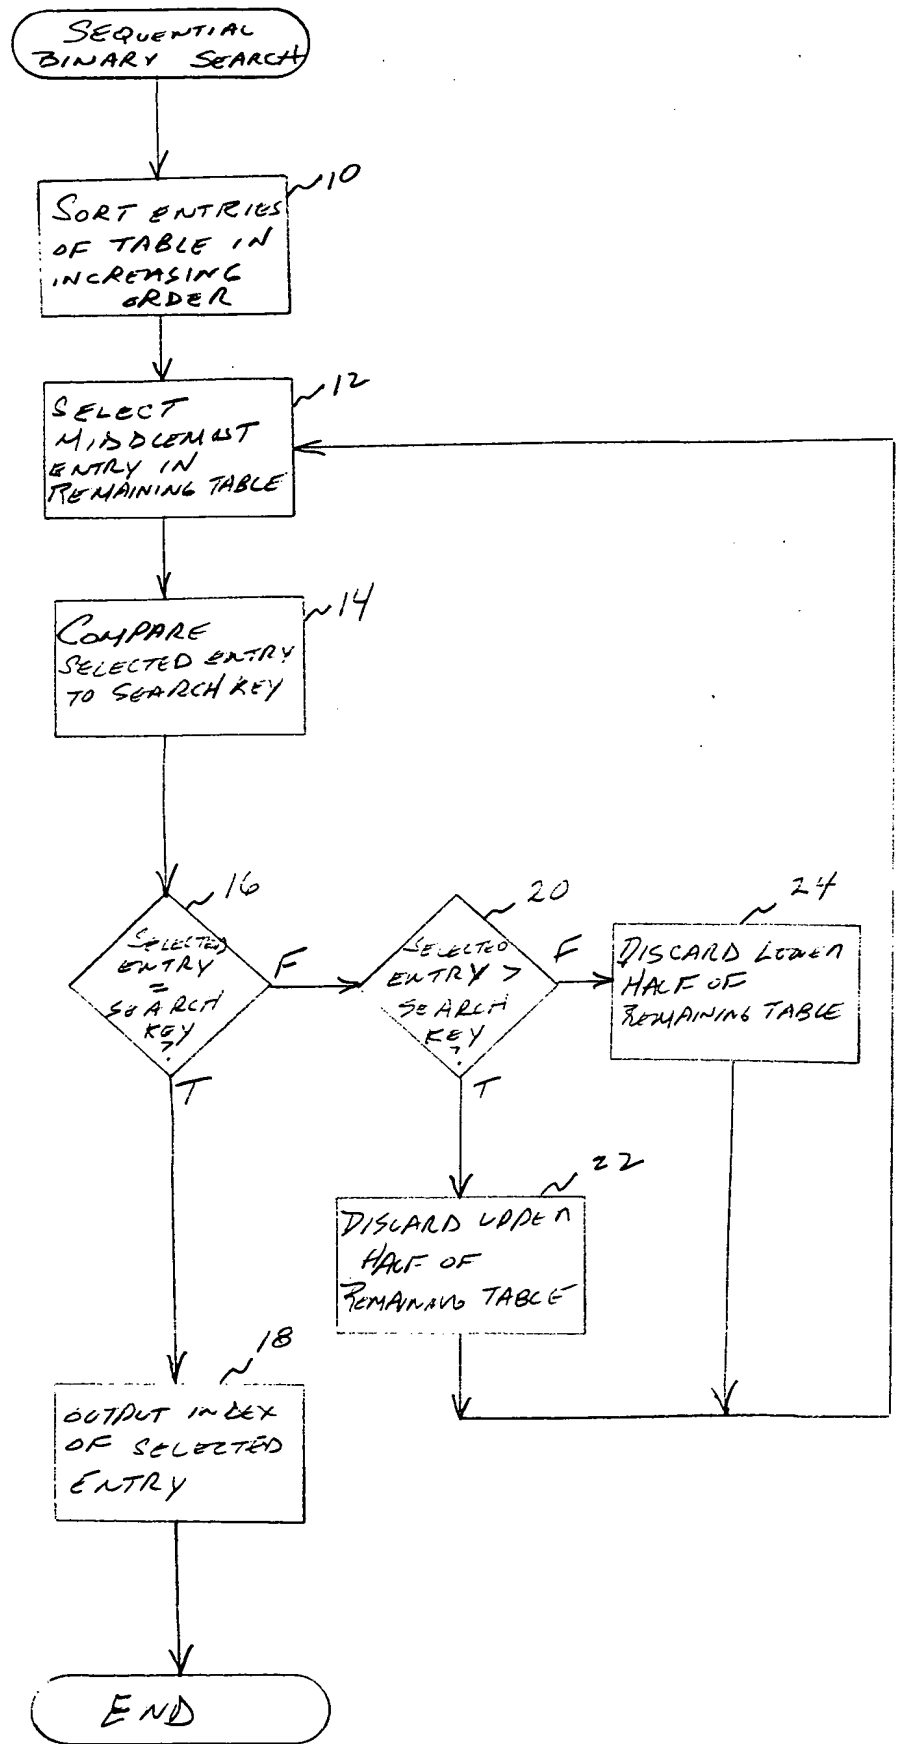 SEQUENTIAL
BINARY SEARCH
10
SORT ENTRIES
OF TABLE IN
INCREASING
ORDER
12
SELECT
MIDDLEMOST
ENTRY IN
REMAINING TABLE
14
COMPARE
SELECTED ENTRY
TO SEARCH KEY
16
SELECTED
ENTRY
=
SEARCH
KEY
?
F
T
20
SELECTED
ENTRY >
SEARCH
KEY
?
F
T
24
DISCARD LOWER
HALF OF
REMAINING TABLE
22
DISCARD UPPER
HALF OF
REMAINING TABLE
18
OUTPUT INDEX
OF SELECTED
ENTRY
END